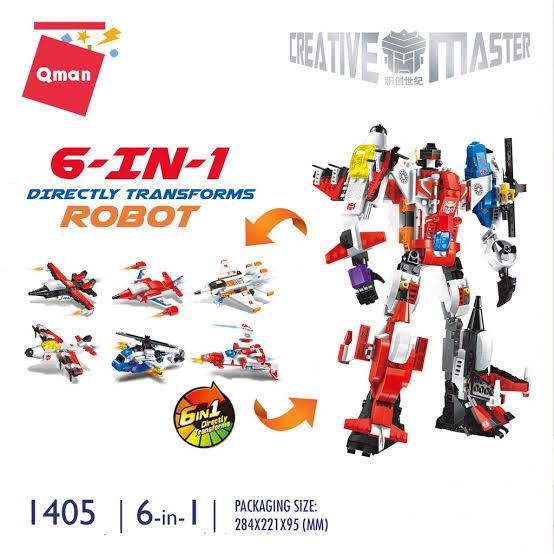 Qman
CREATIVE MASTER
积创世纪
6-IN-1
DIRECTLY TRANSFORMS
ROBOT
6IN1
Directly
Transforms
1405 | 6-in-1 | PACKAGING SIZE:
284X221X95 (MM)